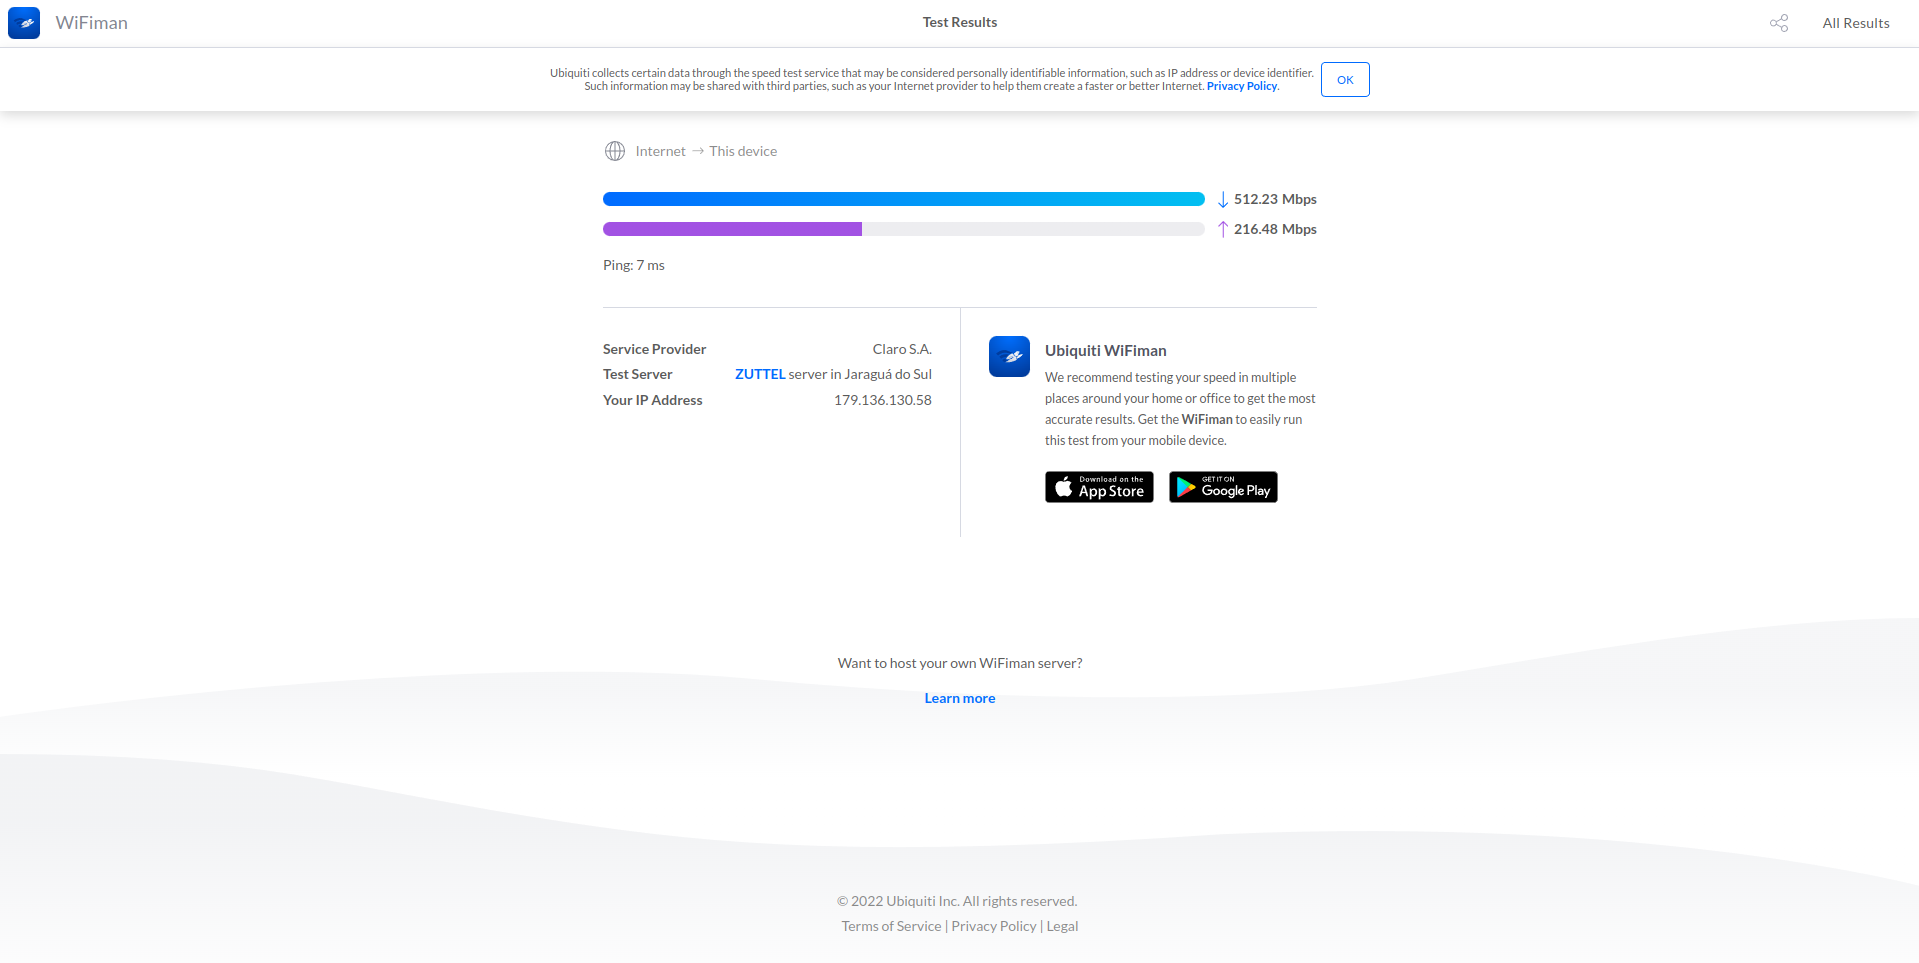 WiFiman
Test Results
All Results
Ubiquiti collects certain data through the speed test service that may be considered personally identifiable information, such as IP address or device identifier.
Such information may be shared with third parties, such as your Internet provider to help them create a faster or better Internet. Privacy Policy.
OK
Internet → This device
↓ 512.23 Mbps
↑ 216.48 Mbps
Ping: 7 ms
Service Provider Claro S.A.
Test Server ZUTTEL server in Jaraguá do Sul
Your IP Address 179.136.130.58
Ubiquiti WiFiman
We recommend testing your speed in multiple
places around your home or office to get the most
accurate results. Get the WiFiman to easily run
this test from your mobile device.
Download on the
App Store
GET IT ON
Google Play
Want to host your own WiFiman server?
Learn more
© 2022 Ubiquiti Inc. All rights reserved.
Terms of Service | Privacy Policy | Legal